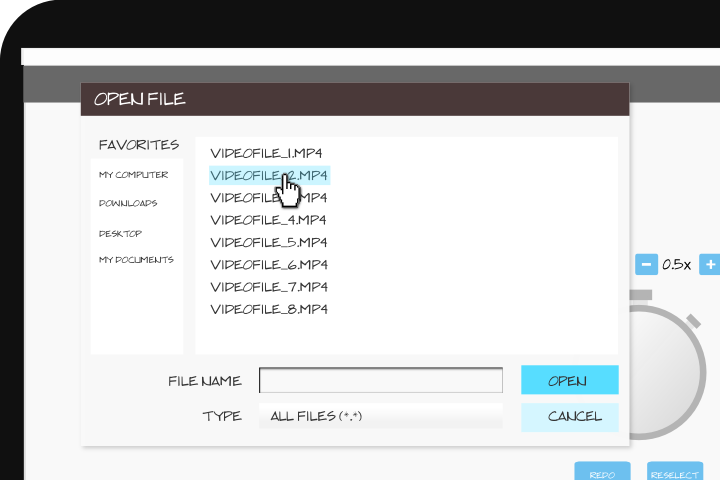 OPEN FILE
FAVORITES
MY COMPUTER
DOWNLOADS
DESKTOP
MY DOCUMENTS
VIDEOFILE_1.MP4
VIDEOFILE_2.MP4
VIDEOFILE_ .MP4
VIDEOFILE_4.MP4
VIDEOFILE_5.MP4
VIDEOFILE_6.MP4
VIDEOFILE_7.MP4
VIDEOFILE_8.MP4
FILE NAME
OPEN
TYPE
ALL FILES (*.*)
CANCEL
− 0.5x +
REDO
RESELECT